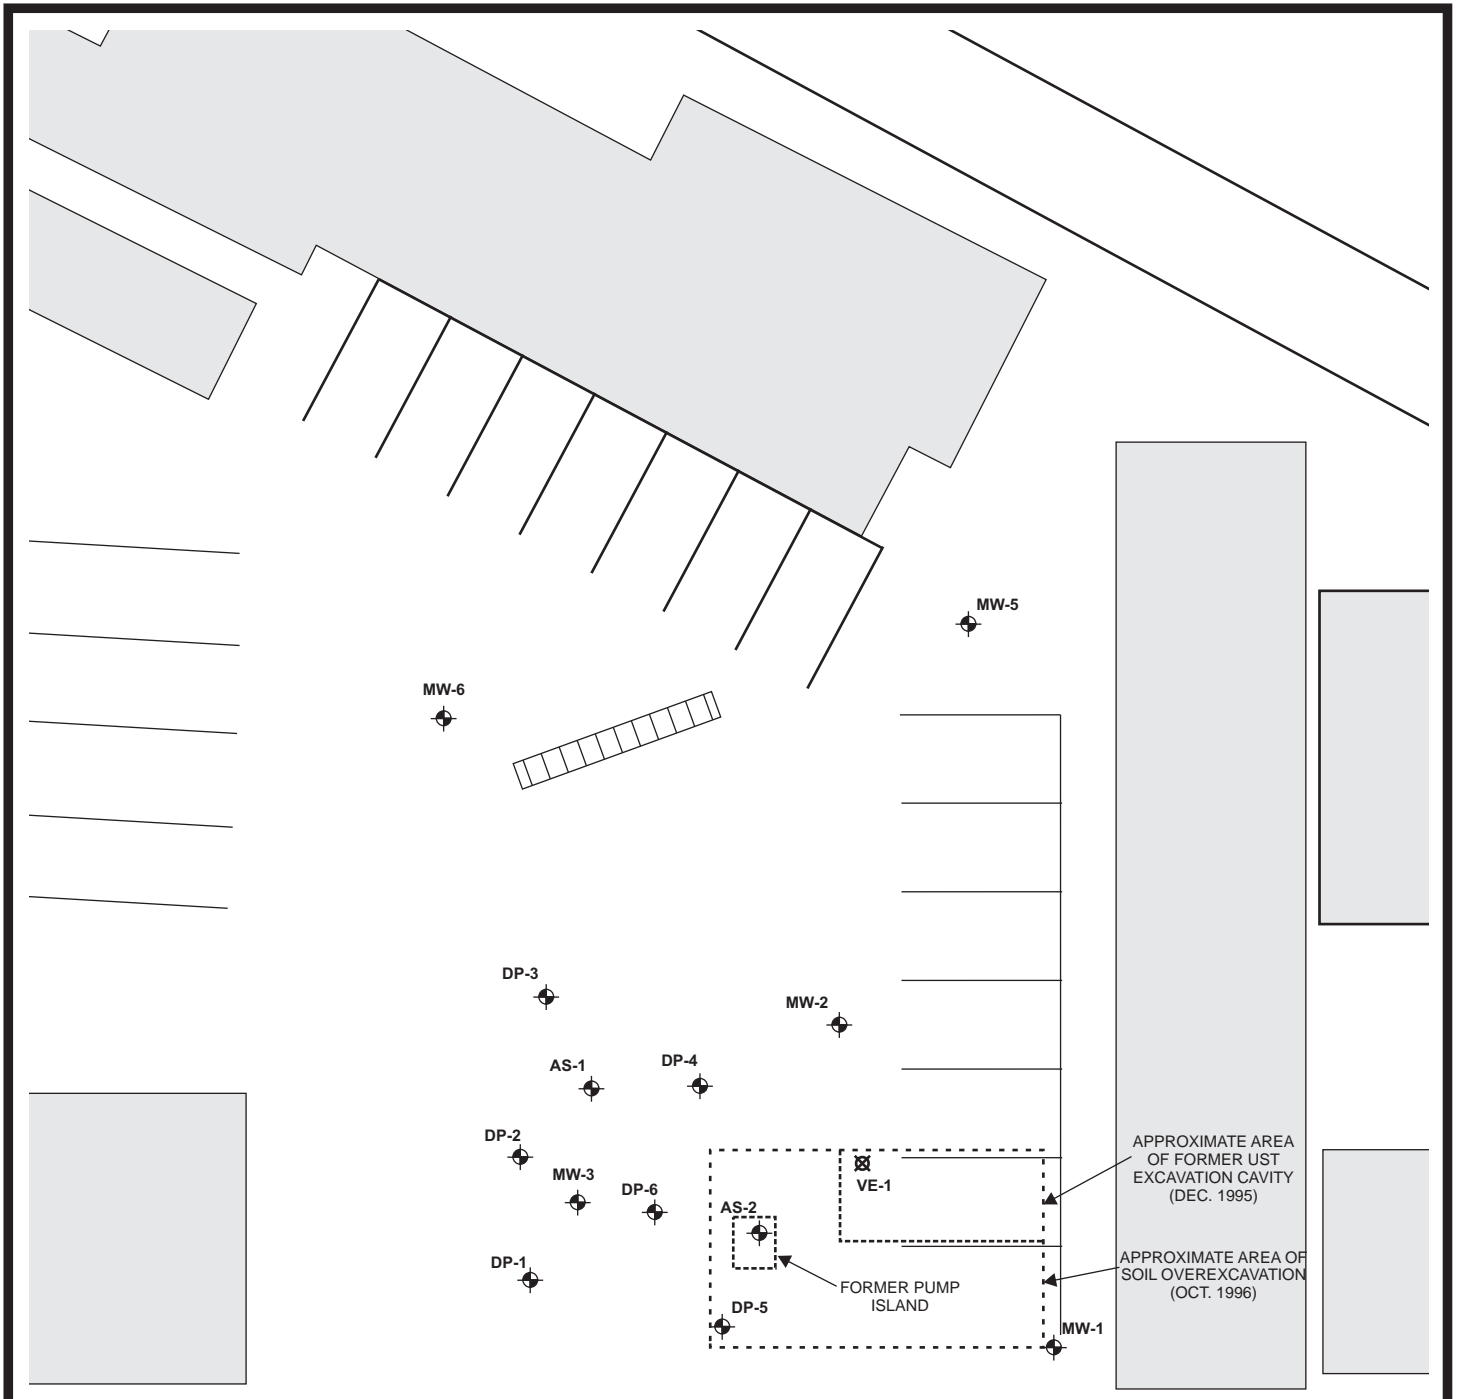 MW-5
MW-6
DP-3
MW-2
AS-1
DP-4
DP-2
MW-3
DP-6
VE-1
AS-2
DP-1
DP-5
MW-1
APPROXIMATE AREA
OF FORMER UST
EXCAVATION CAVITY
(DEC. 1995)
APPROXIMATE AREA OF
SOIL OVEREXCAVATION
(OCT. 1996)
FORMER PUMP
ISLAND